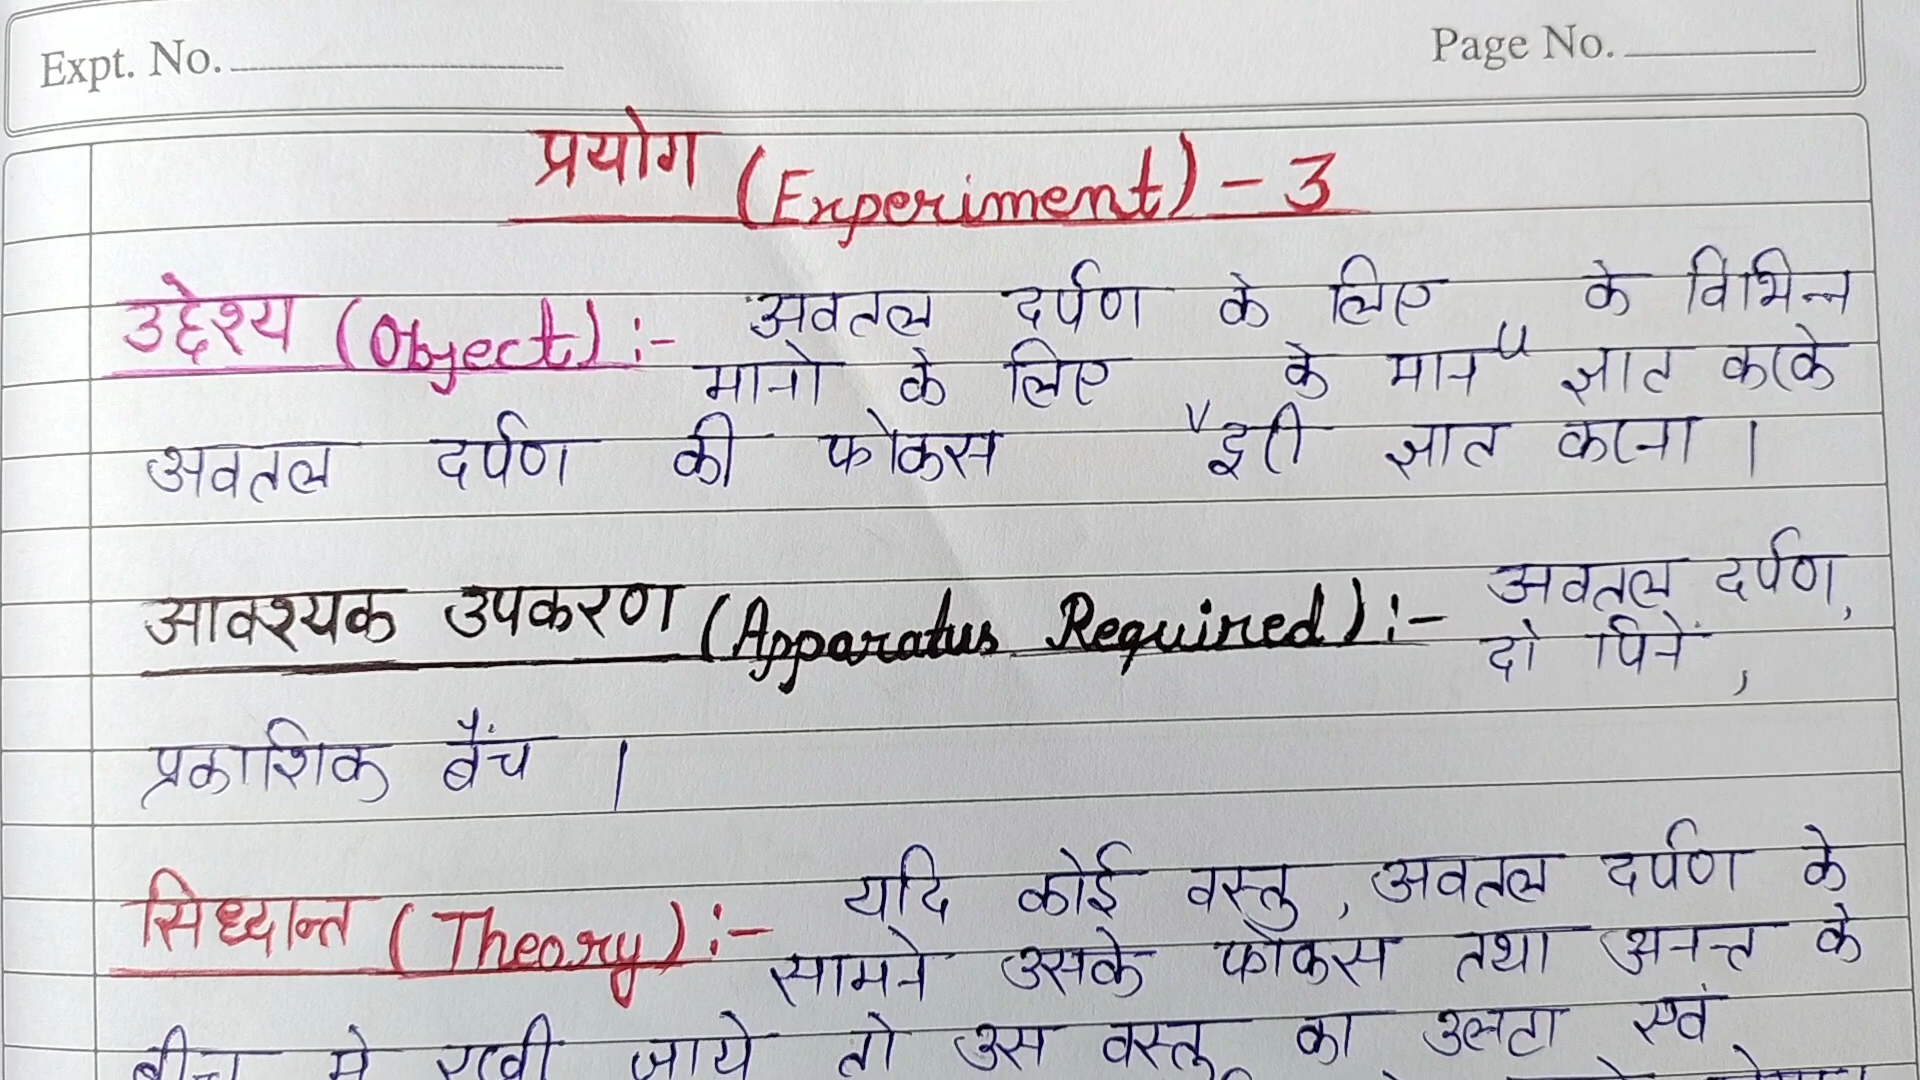 Expt. No.
Page No.
प्रयोग (Experiment) - 3
उद्देश्य (Object) :- अवतल दर्पण के लिए u के विभिन्न
मानो के लिए v के मान ज्ञात करके
अवतल दर्पण की फोकस दूरी ज्ञात करना ।
आवश्यक उपकरण (Apparatus Required) :- अवतल दर्पण,
दो पिनें,
प्रकाशिक बैंच ।
सिध्दान्त (Theory) :- यदि कोई वस्तु, अवतल दर्पण के
सामने उसके फोकस तथा अनन्त के
बीच मे रखी जाये तो उस वस्तु का उल्टा एवं